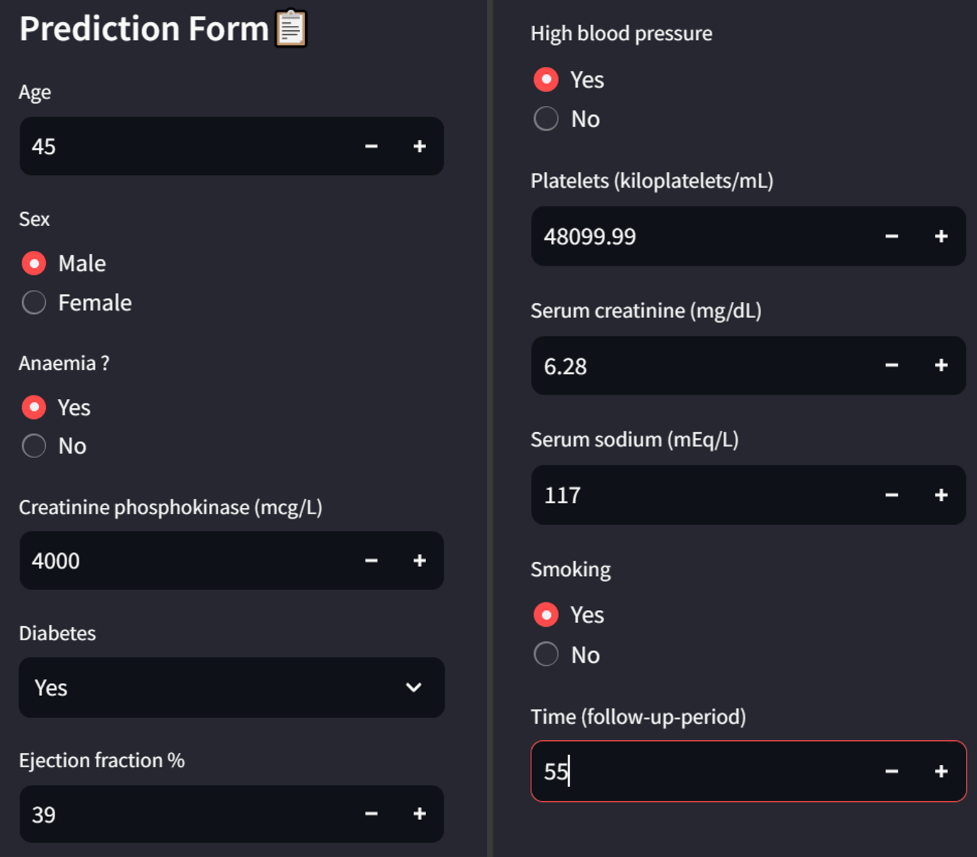 Prediction Form📋
Age
45
Sex
Male
Female
Anaemia ?
Yes
No
Creatinine phosphokinase (mcg/L)
4000
Diabetes
Yes
Ejection fraction %
39
High blood pressure
Yes
No
Platelets (kiloplatelets/mL)
48099.99
Serum creatinine (mg/dL)
6.28
Serum sodium (mEq/L)
117
Smoking
Yes
No
Time (follow-up-period)
55